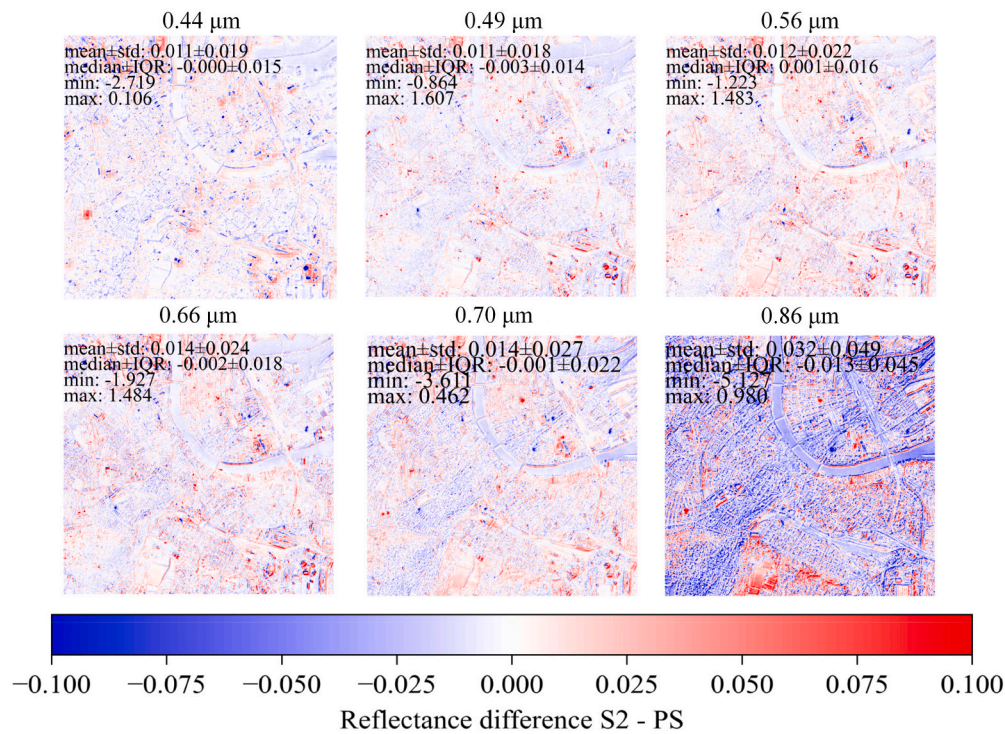 0.44 μm
mean±std: 0.011±0.019
median±IQR: -0.000±0.015
min: -2.719
max: 0.106
0.49 μm
mean±std: 0.011±0.018
median±IQR: -0.003±0.014
min: -0.864
max: 1.607
0.56 μm
mean±std: 0.012±0.022
median±IQR: 0.001±0.016
min: -1.223
max: 1.483
0.66 μm
mean±std: 0.014±0.024
median±IQR: -0.002±0.018
min: -1.927
max: 1.484
0.70 μm
mean±std: 0.014±0.027
median±IQR: -0.001±0.022
min: -3.611
max: 0.462
0.86 μm
mean±std: 0.032±0.049
median±IQR: -0.013±0.045
min: -5.127
max: 0.980
−0.100 −0.075 −0.050 −0.025 0.000 0.025 0.050 0.075 0.100
Reflectance difference S2 - PS